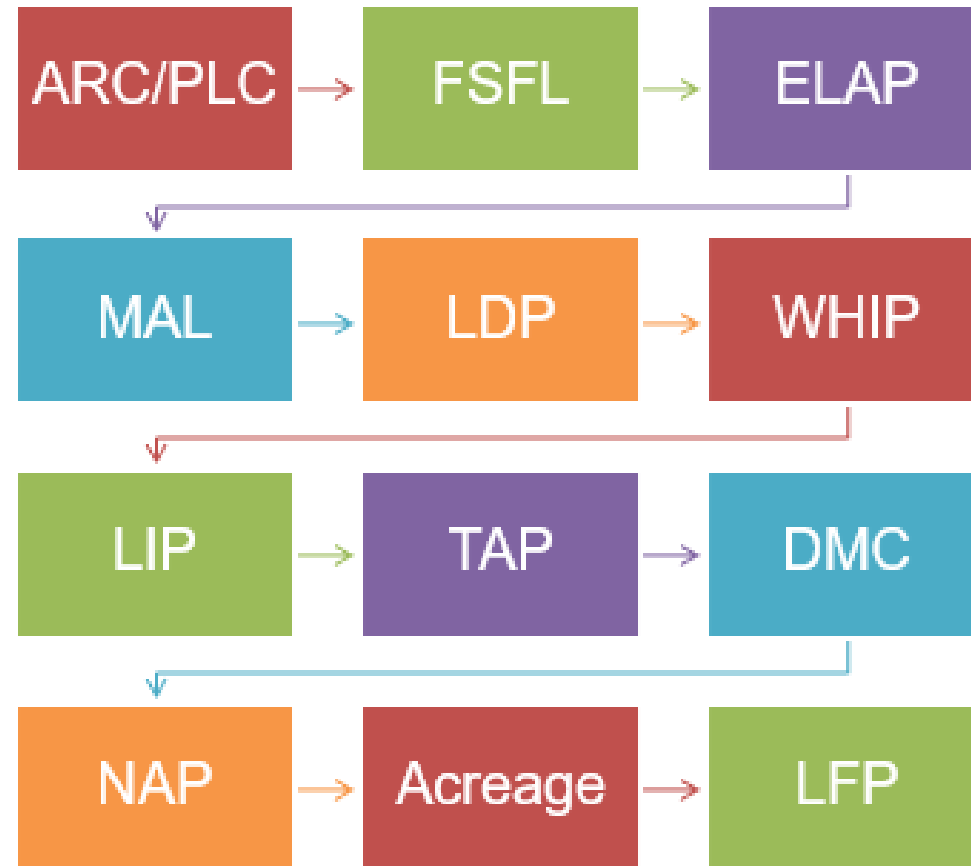 ARC/PLC
FSFL
ELAP
MAL
LDP
WHIP
LIP
TAP
DMC
NAP
Acreage
LFP